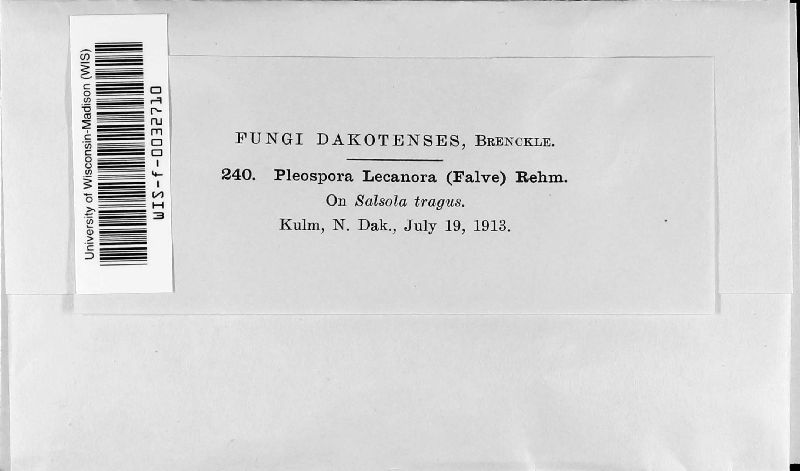 University of Wisconsin-Madison (WIS)
WIS-f-0032710
FUNGI DAKOTENSES, BRENCKLE.
240. Pleospora Lecanora (Falve) Rehm.
On Salsola tragus.
Kulm, N. Dak., July 19, 1913.